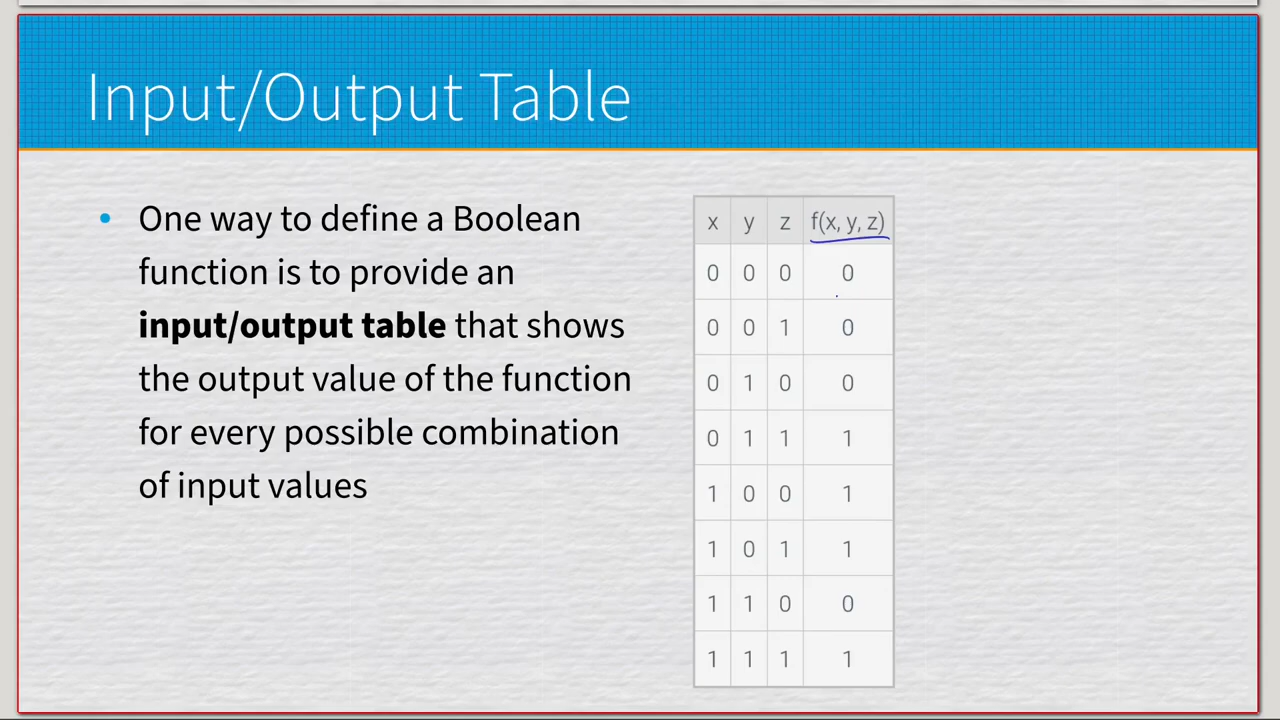 Input/Output Table
• One way to define a Boolean
function is to provide an
input/output table that shows
the output value of the function
for every possible combination
of input values
x y z f(x, y, z)
0 0 0 0
0 0 1 0
0 1 0 0
0 1 1 1
1 0 0 1
1 0 1 1
1 1 0 0
1 1 1 1